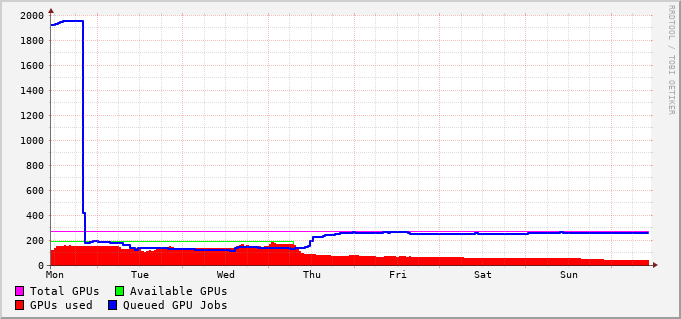 RRDTOOL / TOBI OETIKER
2000
1800
1600
1400
1200
1000
800
600
400
200
0
Mon Tue Wed Thu Fri Sat Sun
Total GPUs Available GPUs
GPUs used Queued GPU Jobs